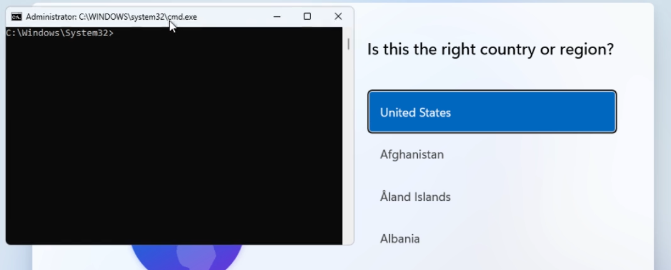 Administrator: C:\WINDOWS\system32\cmd.exe
C:\Windows\System32>
Is this the right country or region?
United States
Afghanistan
Åland Islands
Albania